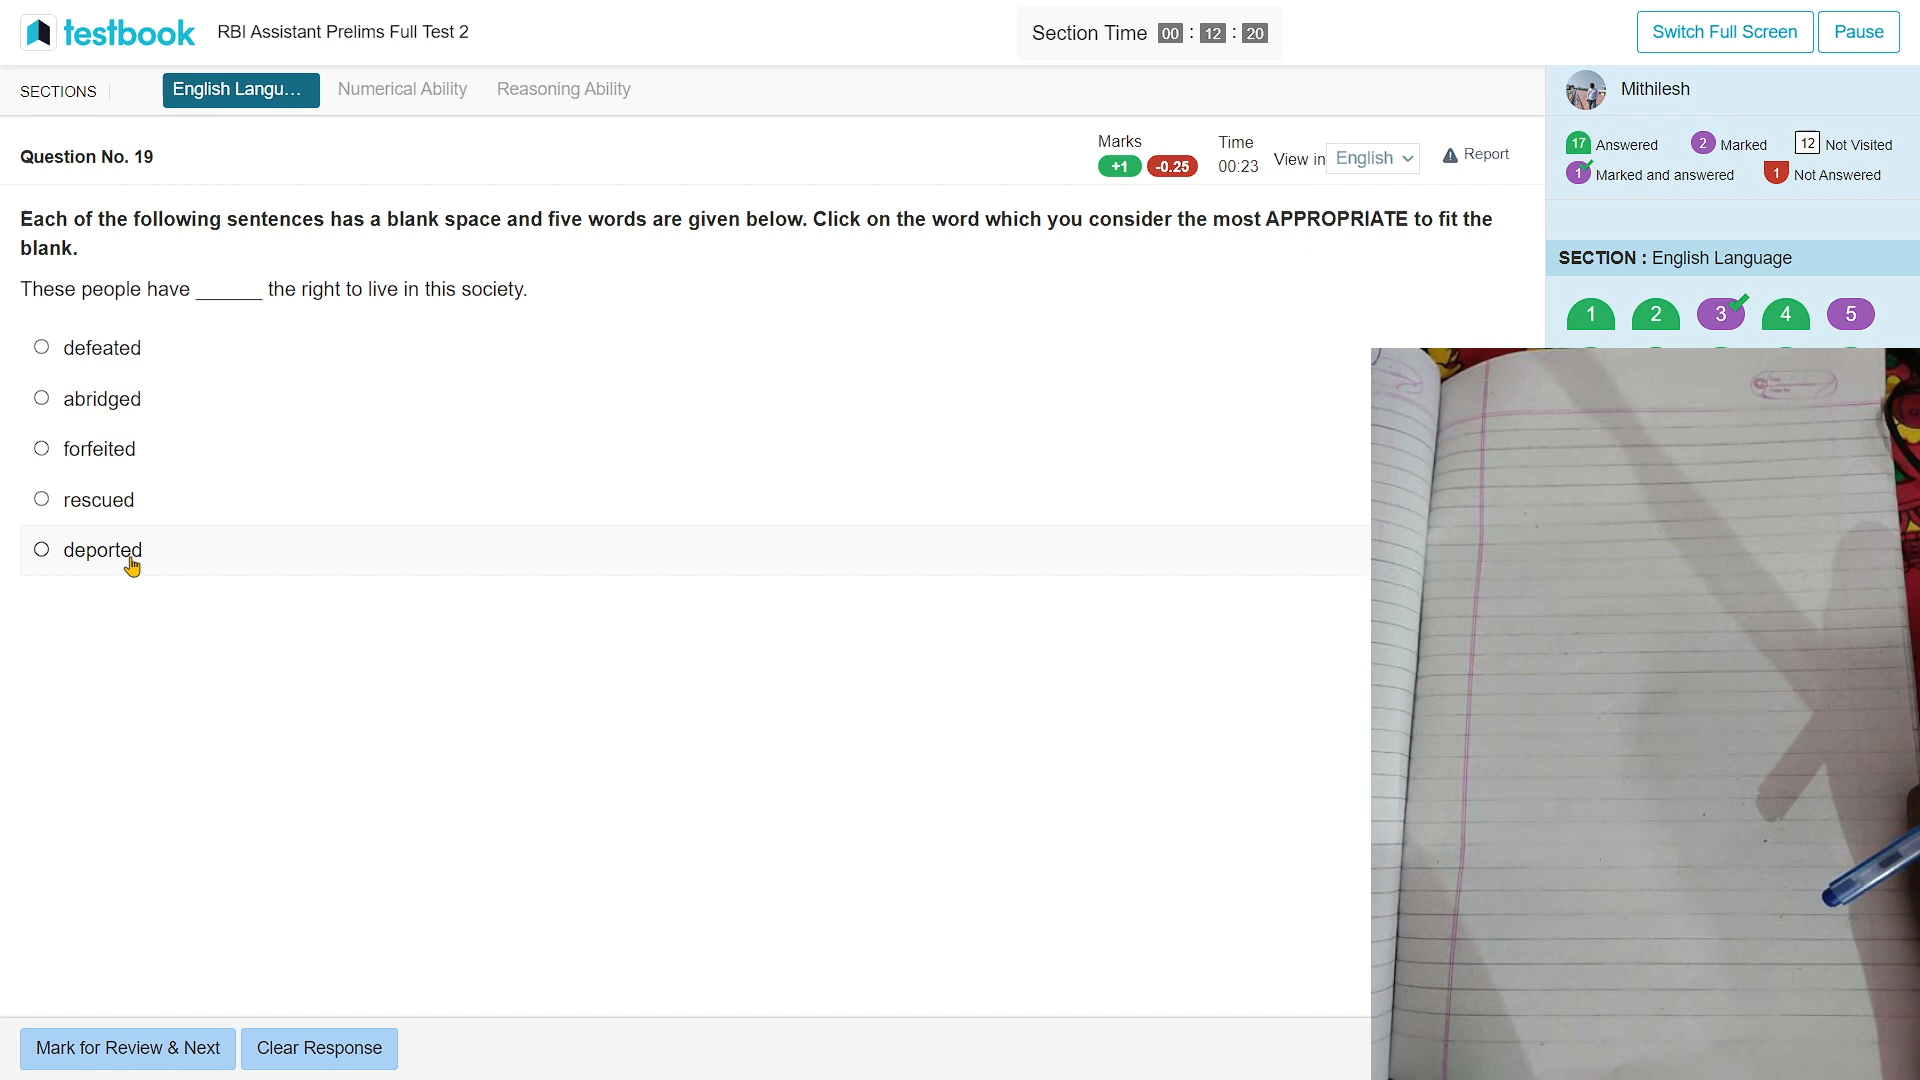 testbook
RBI Assistant Prelims Full Test 2
Section Time 00 : 12 : 20
Switch Full Screen
Pause
SECTIONS
English Langu...
Numerical Ability
Reasoning Ability
Mithilesh
Question No. 19
Marks
+1 -0.25
Time
00:23
View in English
Report
17 Answered
2 Marked
12 Not Visited
1 Marked and answered
1 Not Answered
Each of the following sentences has a blank space and five words are given below. Click on the word which you consider the most APPROPRIATE to fit the
blank.
These people have ______ the right to live in this society.
defeated
abridged
forfeited
rescued
deported
SECTION : English Language
1 2 3 4 5
Mark for Review & Next
Clear Response